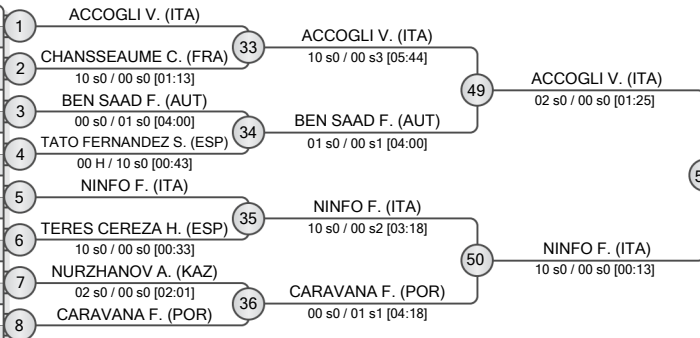 1
ACCOGLI V. (ITA)
2
CHANSSEAUME C. (FRA)
10 s0 / 00 s0 [01:13]
3
BEN SAAD F. (AUT)
00 s0 / 01 s0 [04:00]
4
TATO FERNANDEZ S. (ESP)
00 H / 10 s0 [00:43]
5
NINFO F. (ITA)
6
TERES CEREZA H. (ESP)
10 s0 / 00 s0 [00:33]
7
NURZHANOV A. (KAZ)
02 s0 / 00 s0 [02:01]
8
CARAVANA F. (POR)
33
ACCOGLI V. (ITA)
10 s0 / 00 s3 [05:44]
34
BEN SAAD F. (AUT)
01 s0 / 00 s1 [04:00]
35
NINFO F. (ITA)
10 s0 / 00 s2 [03:18]
36
CARAVANA F. (POR)
00 s0 / 01 s1 [04:18]
49
ACCOGLI V. (ITA)
02 s0 / 00 s0 [01:25]
50
NINFO F. (ITA)
10 s0 / 00 s0 [00:13]